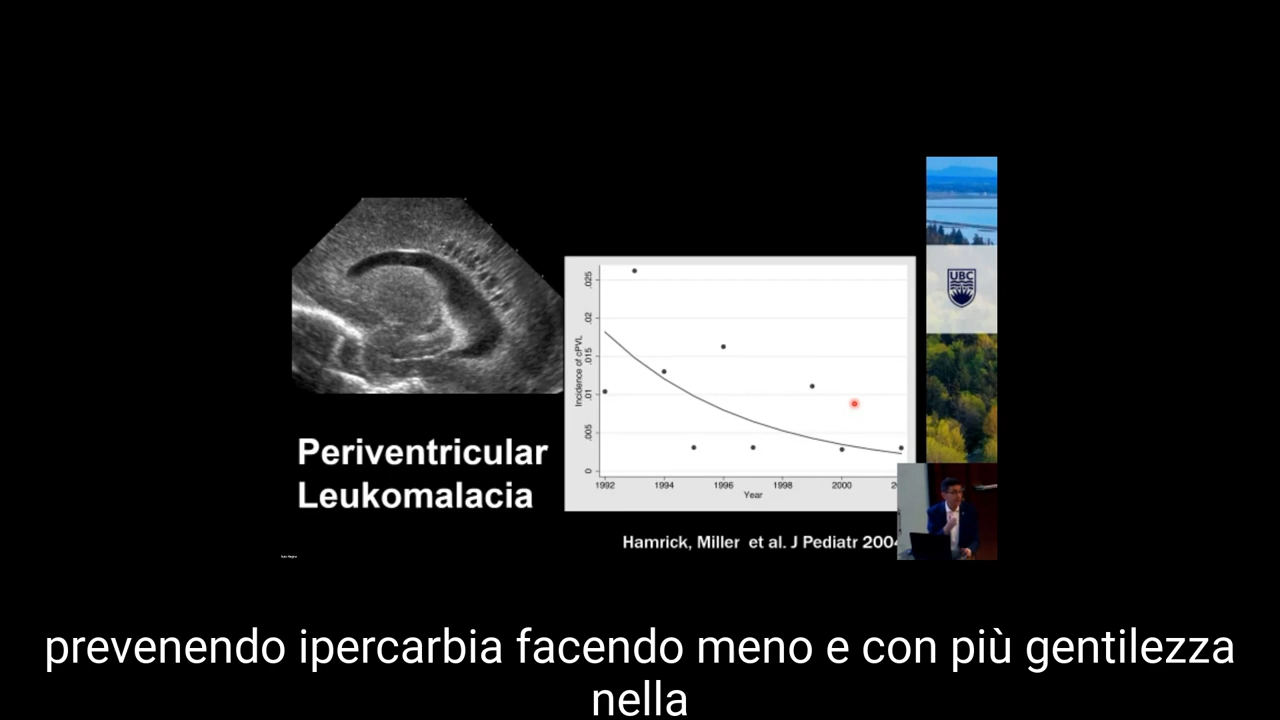 UBC
.025
.02
.015
.01
.005
0
Incidence of cPVL
1992
1994
1996
1998
2000
Year
Periventricular
Leukomalacia
Hamrick, Miller et al. J Pediatr 2004
prevenendo ipercarbia facendo meno e con più gentilezza
nella